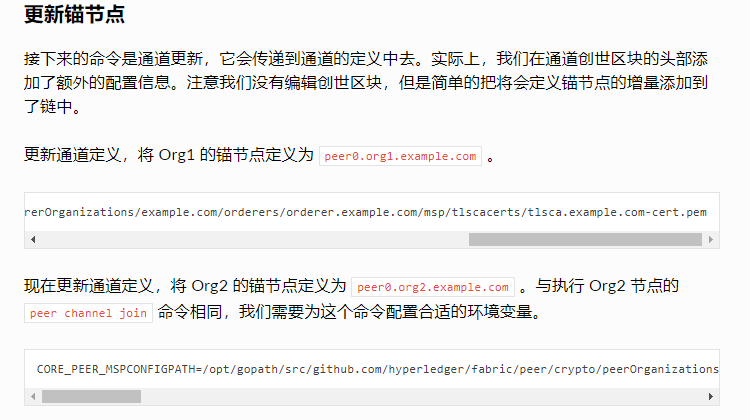 更新锚节点
接下来的命令是通道更新，它会传递到通道的定义中去。实际上，我们在通道创世区块的头部添
加了额外的配置信息。注意我们没有编辑创世区块，但是简单的把将会定义锚节点的增量添加到
了链中。
更新通道定义，将 Org1 的锚节点定义为 peer0.org1.example.com 。
rerOrganizations/example.com/orderers/orderer.example.com/msp/tlscacerts/tlsca.example.com-cert.pem
现在更新通道定义，将 Org2 的锚节点定义为 peer0.org2.example.com 。与执行 Org2 节点的
peer channel join 命令相同，我们需要为这个命令配置合适的环境变量。
CORE_PEER_MSPCONFIGPATH=/opt/gopath/src/github.com/hyperledger/fabric/peer/crypto/peerOrganizations